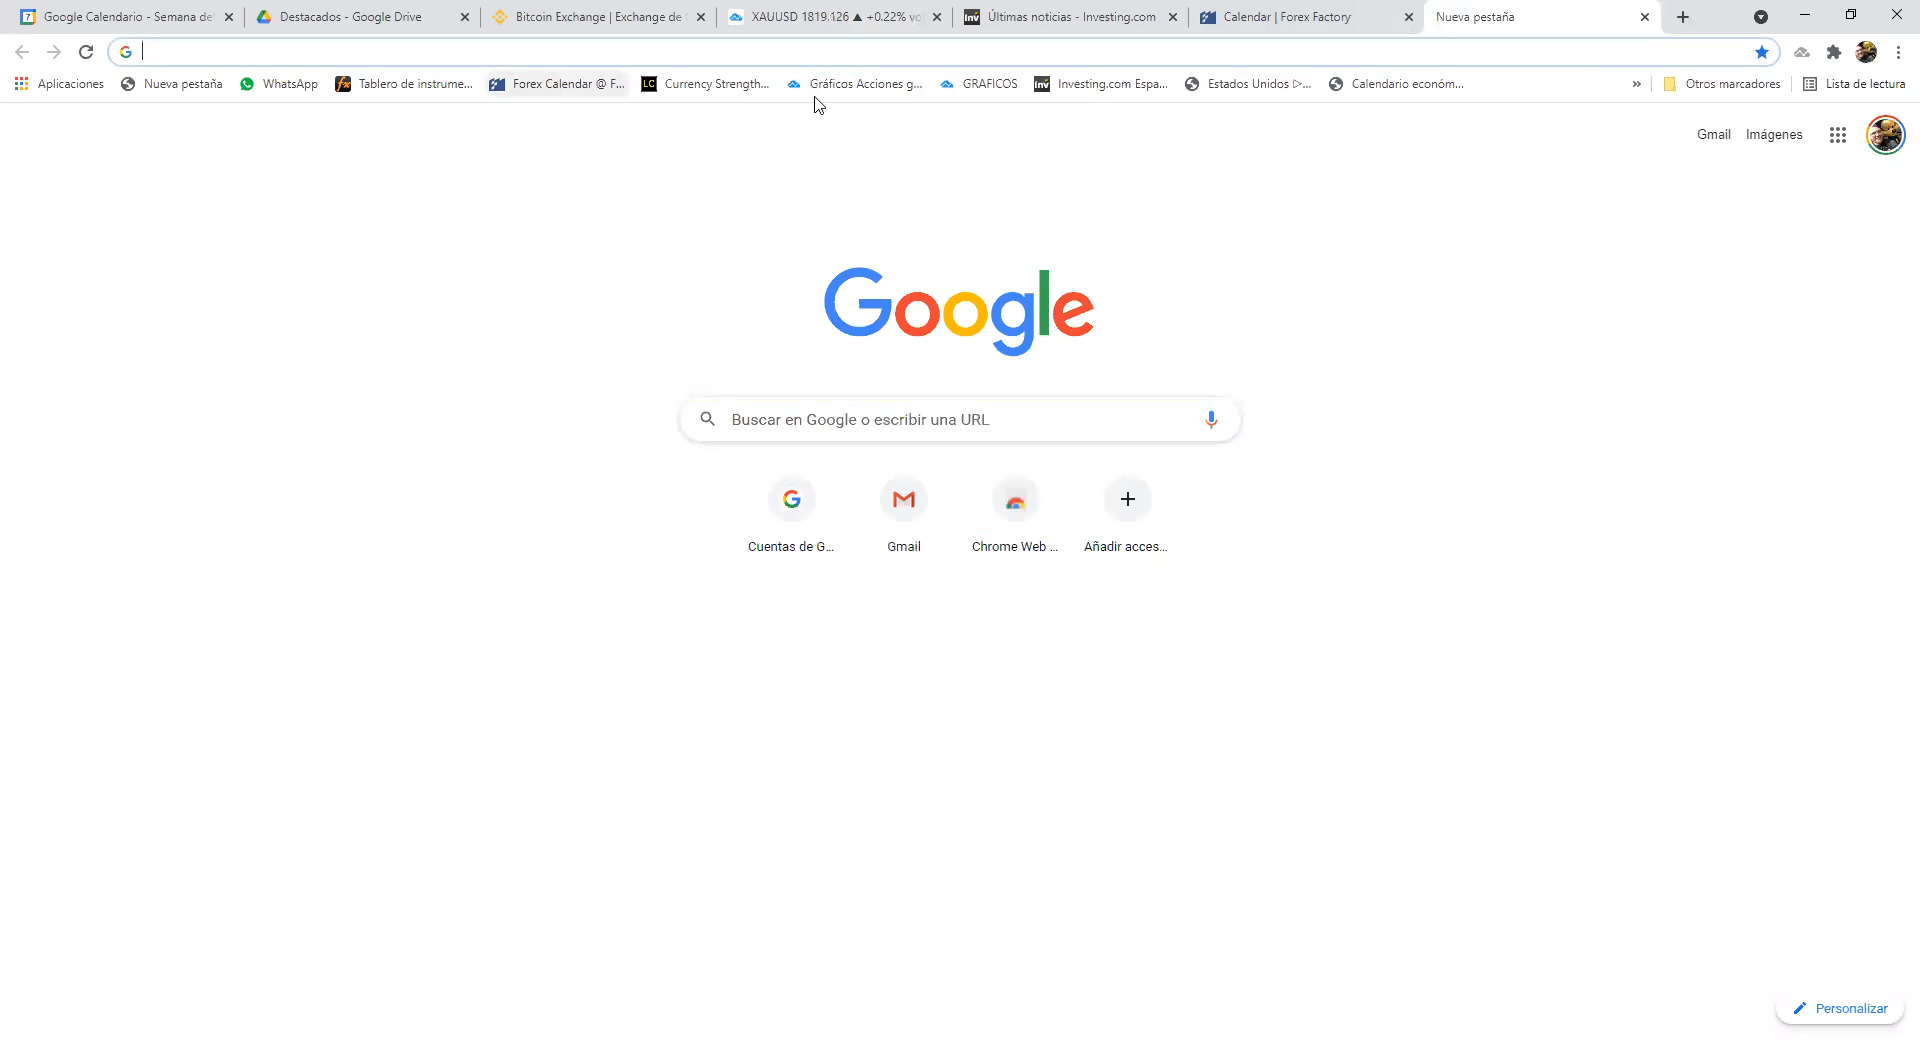 Google Calendario - Semana de
Destacados - Google Drive
Bitcoin Exchange | Exchange de
XAUUSD 1819.126 ▲ +0.22%
Últimas noticias - Investing.com
Calendar | Forex Factory
Nueva pestaña
Aplicaciones
Nueva pestaña
WhatsApp
Tablero de instrume...
Forex Calendar @ F...
LC
Currency Strength...
Gráficos Acciones g...
GRAFICOS
Inv
Investing.com Espa...
Estados Unidos ▷...
Calendario económ...
»
Otros marcadores
Lista de lectura
Gmail
Imágenes
Google
Buscar en Google o escribir una URL
Cuentas de G...
Gmail
Chrome Web ...
Añadir acces...
Personalizar